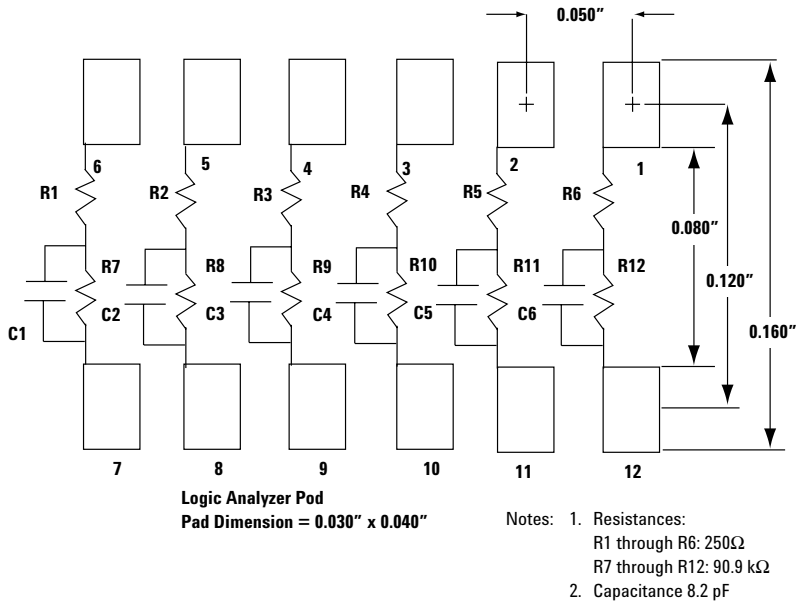 0.050″
6 5 4 3 2 1
R1 R2 R3 R4 R5 R6
0.080″
R7 R8 R9 R10 R11 R12
0.120″
C1 C2 C3 C4 C5 C6
0.160″
7 8 9 10 11 12
Logic Analyzer Pod
Pad Dimension = 0.030″ x 0.040″
Notes: 1. Resistances:
R1 through R6: 250Ω
R7 through R12: 90.9 kΩ
2. Capacitance 8.2 pF